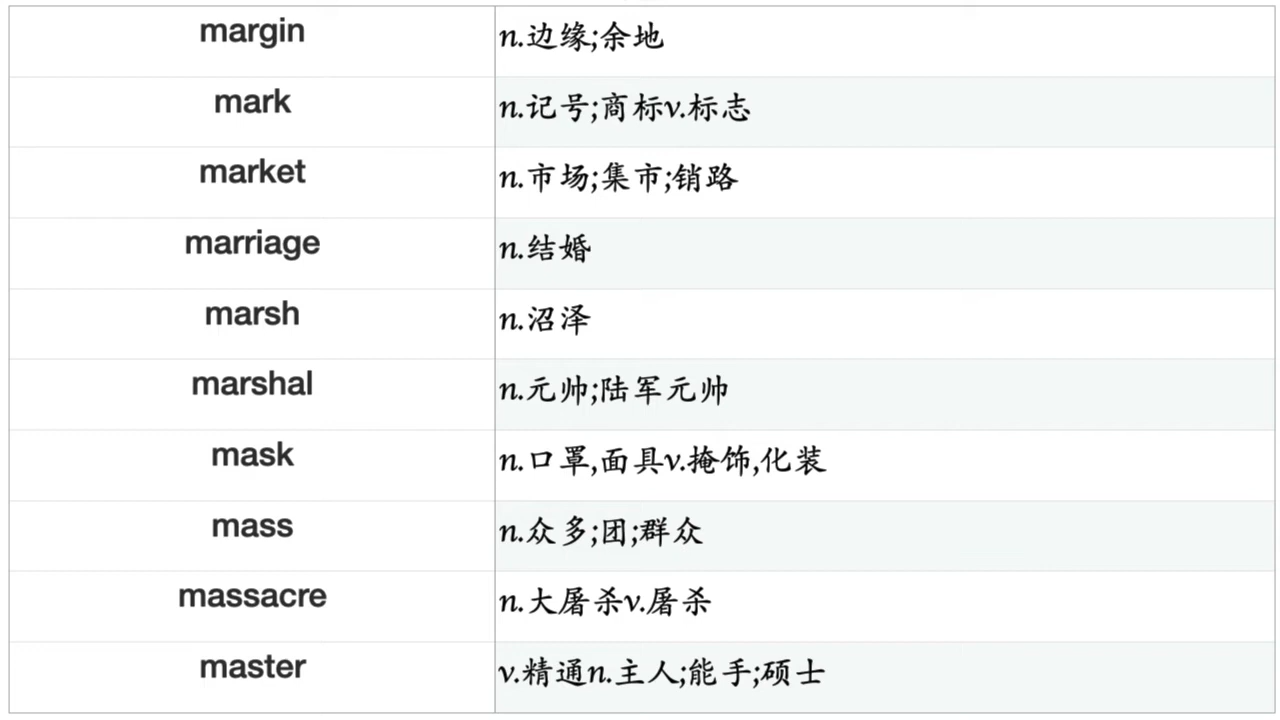 margin n.边缘;余地
mark n.记号;商标v.标志
market n.市场;集市;销路
marriage n.结婚
marsh n.沼泽
marshal n.元帅;陆军元帅
mask n.口罩,面具v.掩饰,化装
mass n.众多;团;群众
massacre n.大屠杀v.屠杀
master v.精通n.主人;能手;硕士